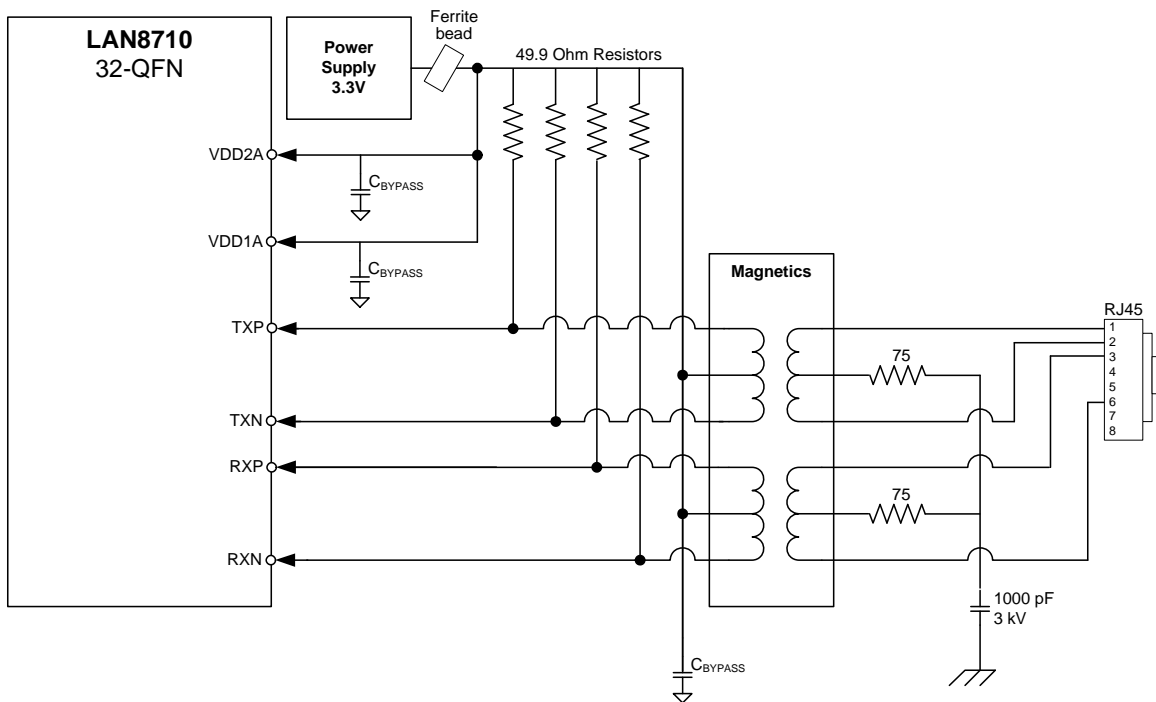 LAN8710
32-QFN
Power
Supply
3.3V
Ferrite
bead
49.9 Ohm Resistors
VDD2A
CBYPASS
VDD1A
CBYPASS
Magnetics
TXP
RJ45
1
2
3
4
5
6
7
8
75
TXN
RXP
75
RXN
1000 pF
3 kV
CBYPASS